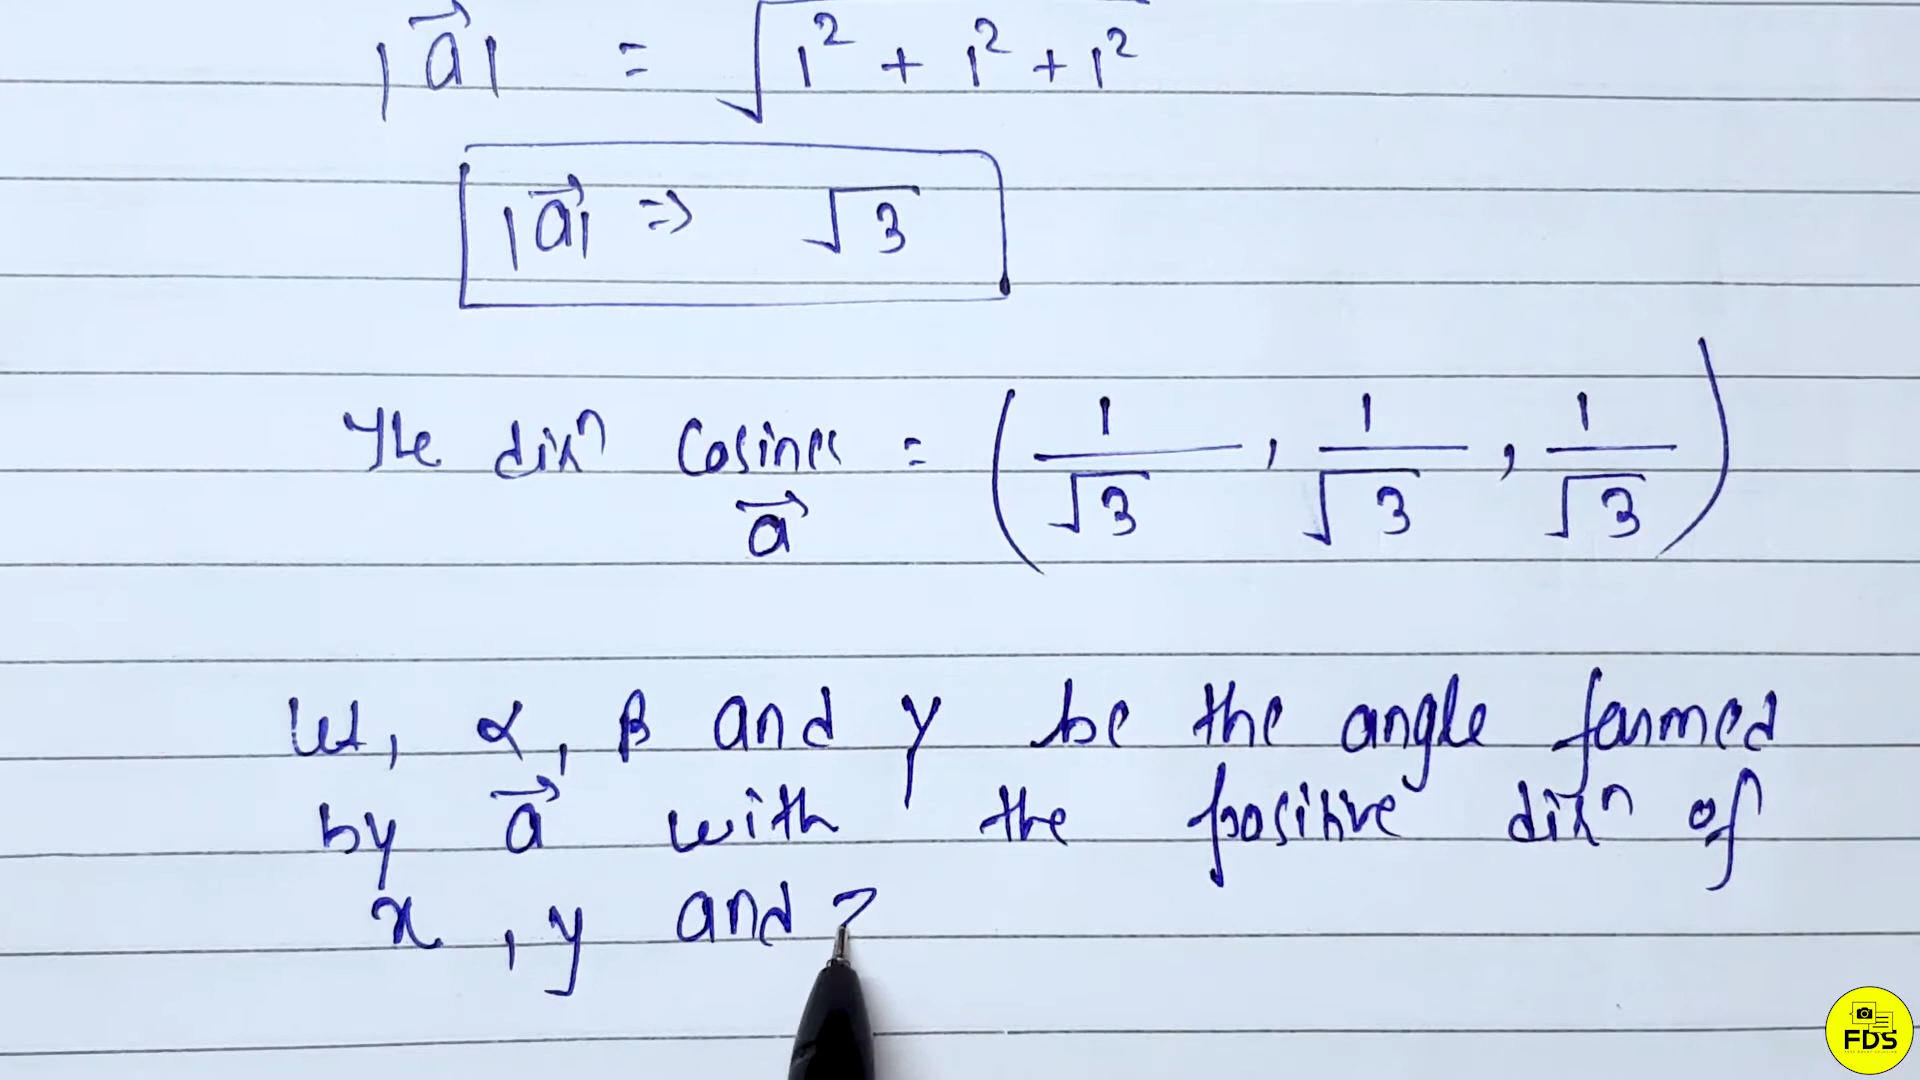 |a⃗| = √1² + 1² + 1²
|a⃗| ⇒ √3
The dirⁿ Cosines = (1/√3, 1/√3, 1/√3)
a⃗
Let, α, β and γ be the angle formed
by a⃗ with the positive dirⁿ of
x, y and z
FDS